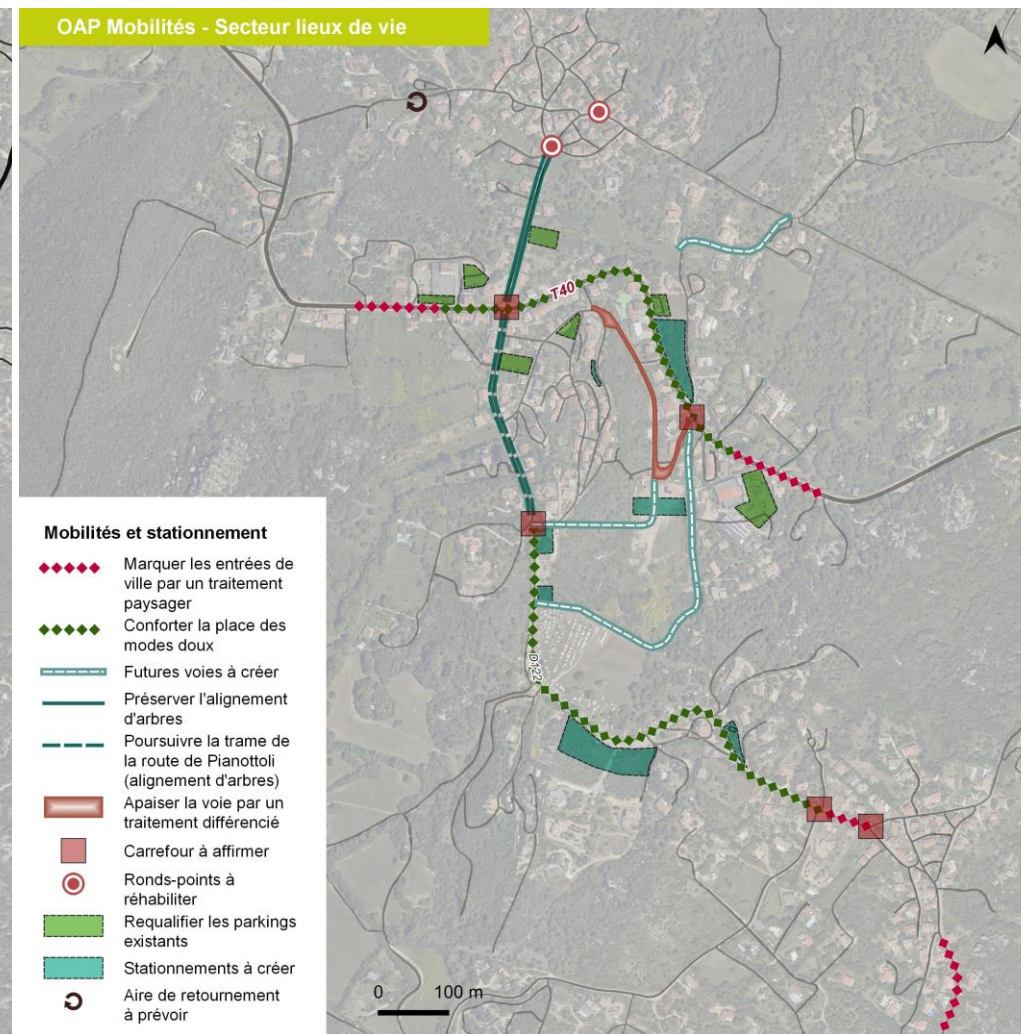 OAP Mobilités - Secteur lieux de vie
T40
D122
Mobilités et stationnement
Marquer les entrées de
ville par un traitement
paysager
Conforter la place des
modes doux
Futures voies à créer
Préserver l'alignement
d'arbres
Poursuivre la trame de
la route de Pianottoli
(alignement d'arbres)
Apaiser la voie par un
traitement différencié
Carrefour à affirmer
Ronds-points à
réhabiliter
Requalifier les parkings
existants
Stationnements à créer
Aire de retournement
à prévoir
0 100 m